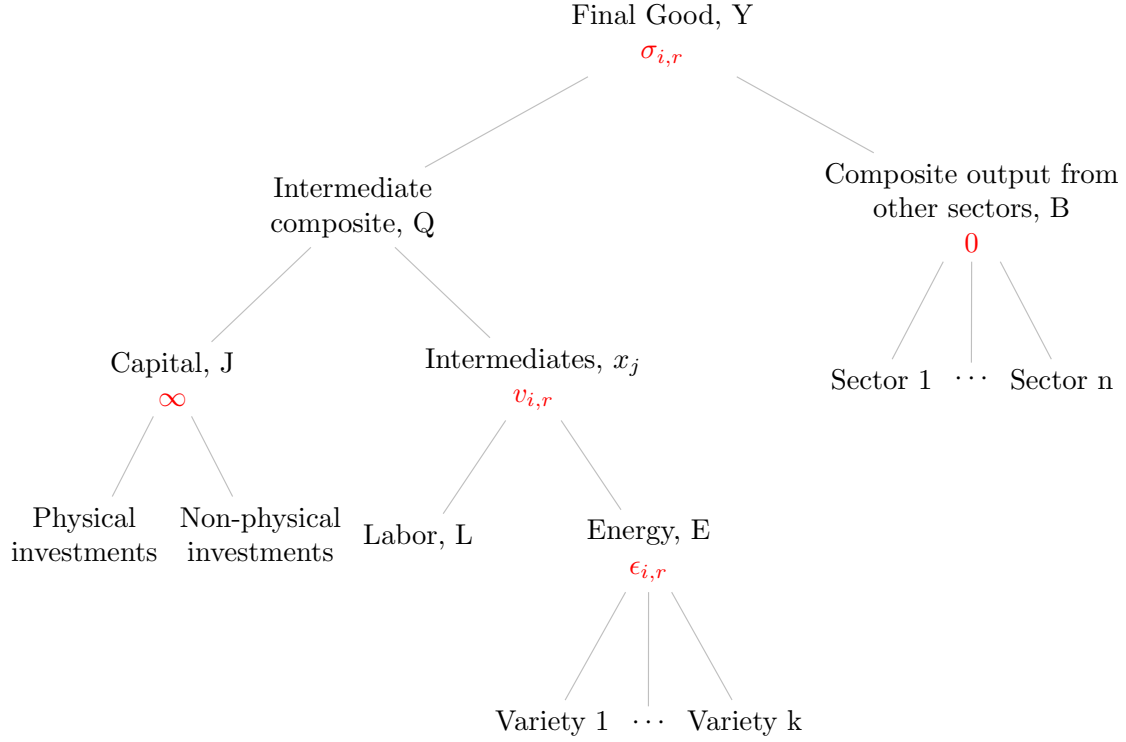 Final Good, Y
σ_{i,r}
Intermediate
composite, Q
Composite output from
other sectors, B
0
Capital, J
∞
Intermediates, x_j
v_{i,r}
Sector 1 ⋯ Sector n
Physical
investments
Non-physical
investments
Labor, L
Energy, E
ϵ_{i,r}
Variety 1 ⋯ Variety k